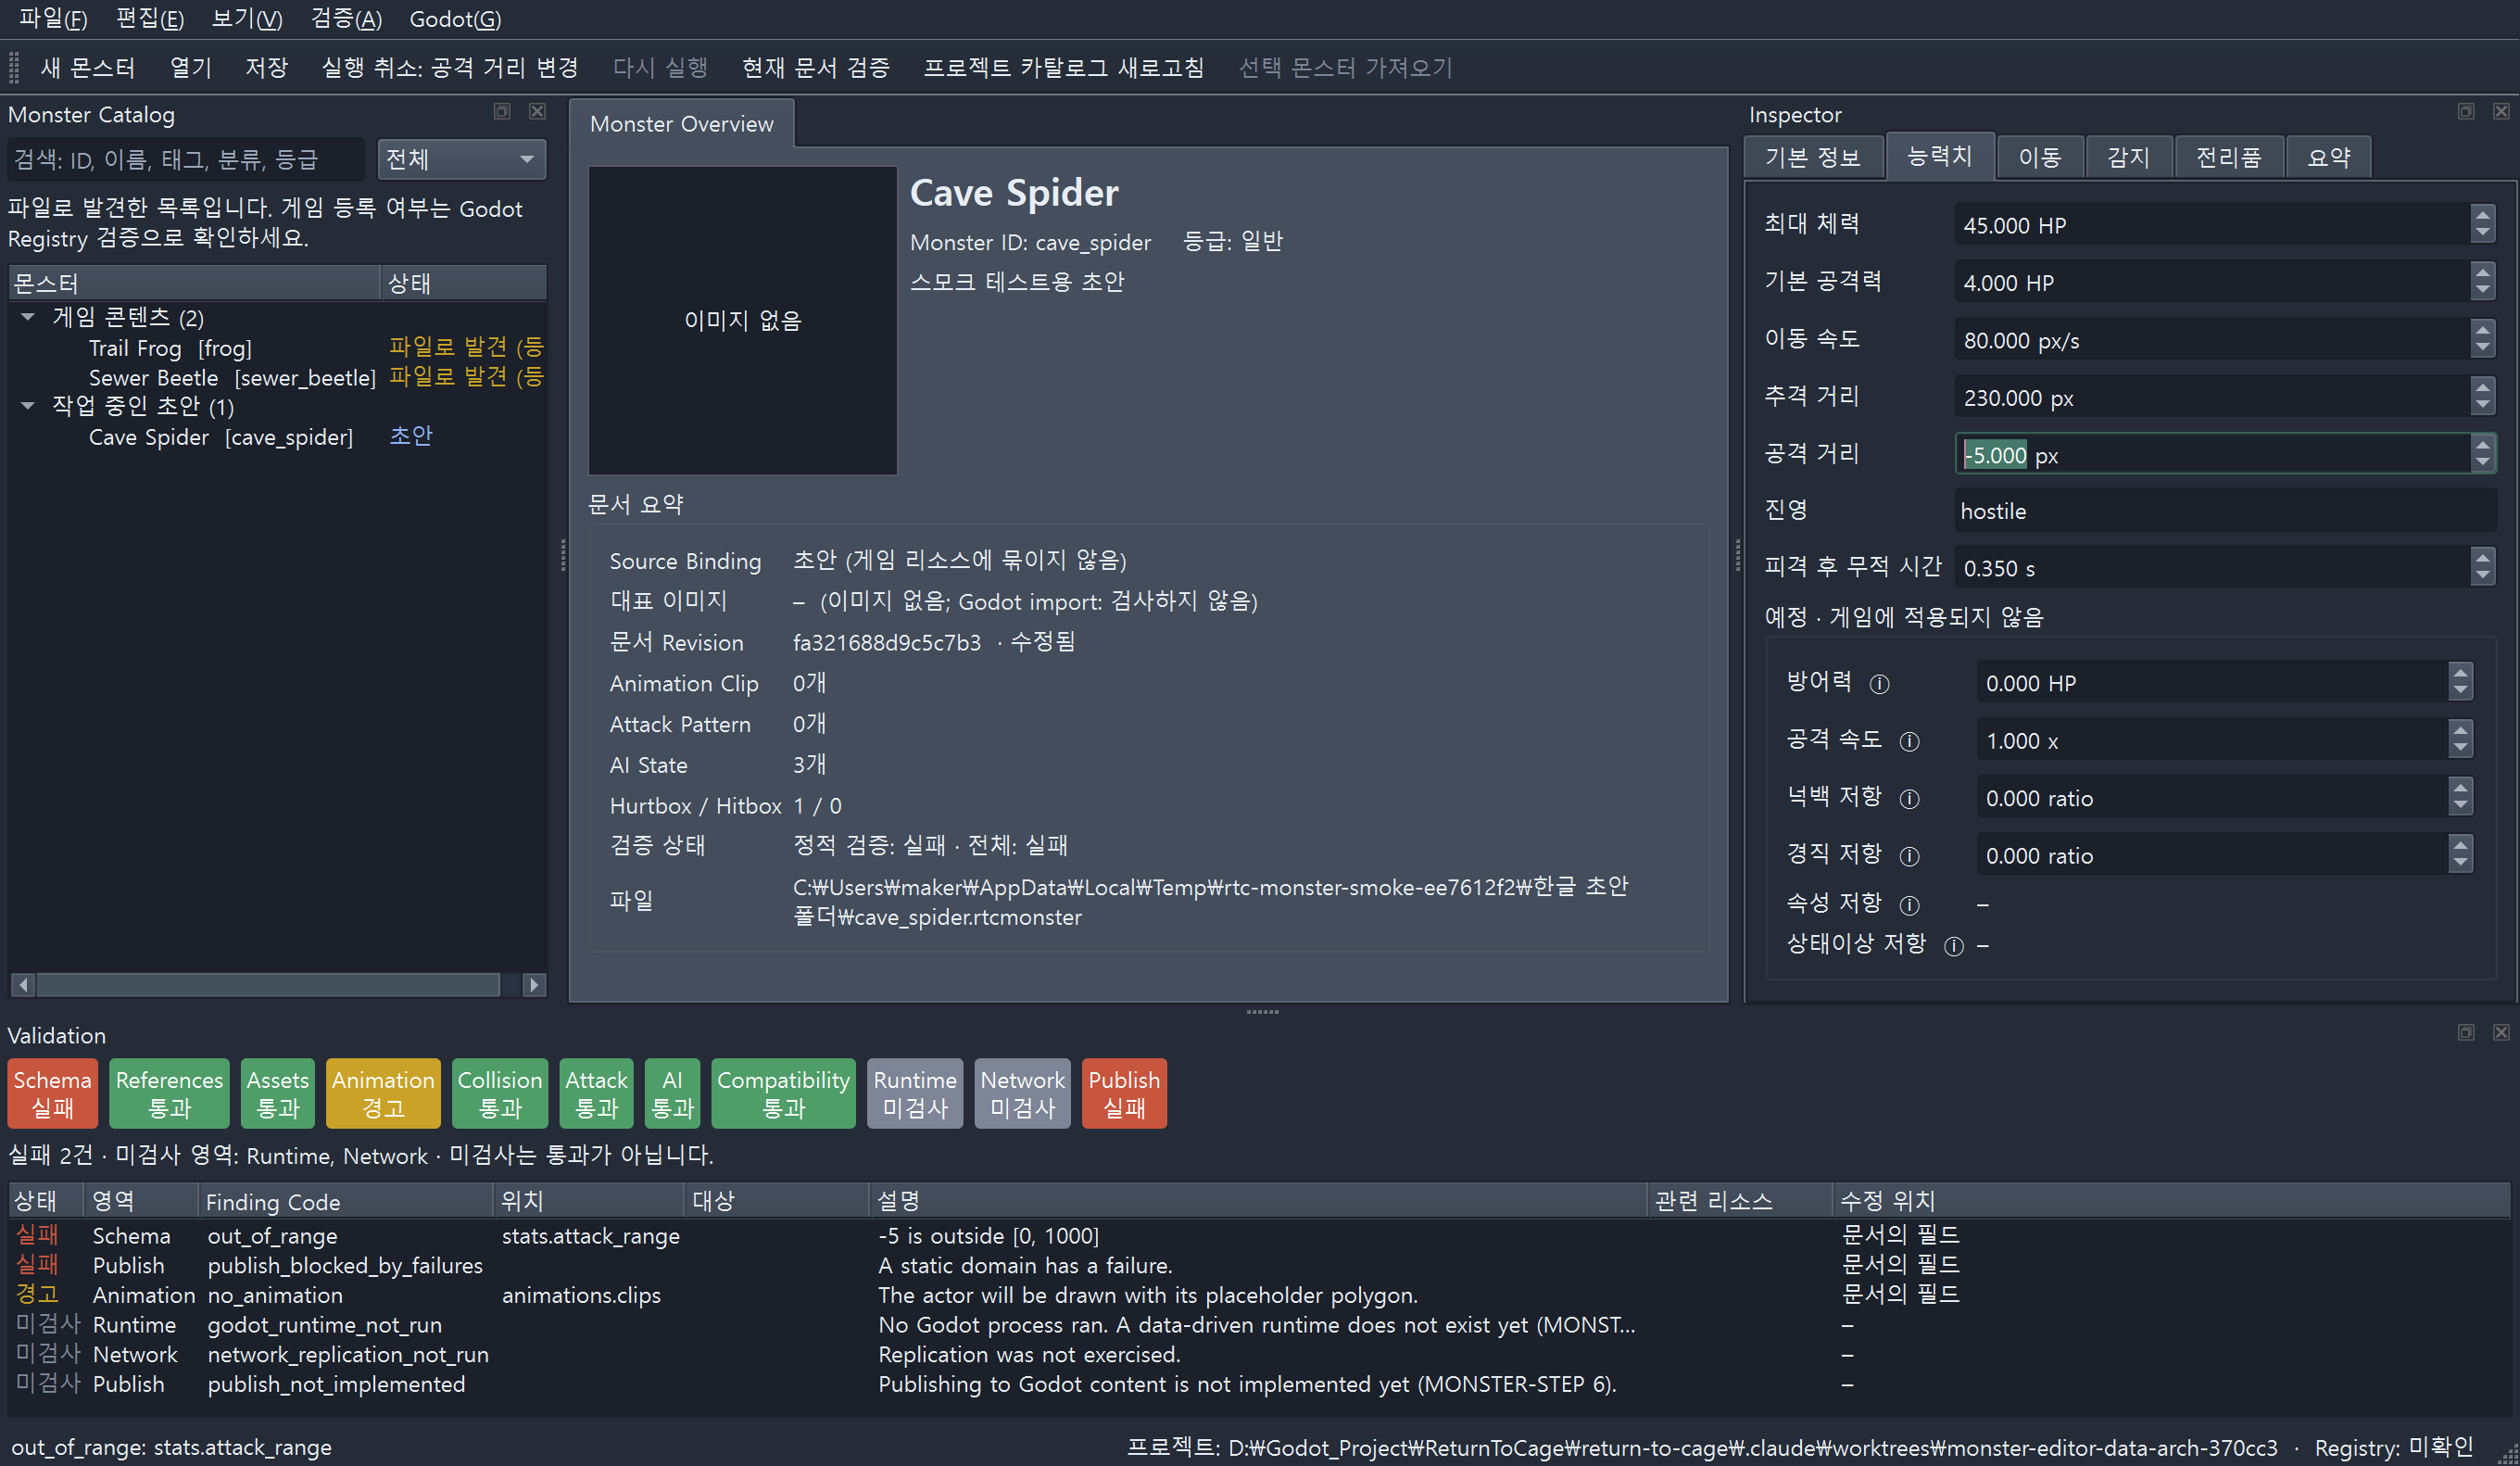 파일(F) 편집(E) 보기(V) 검증(A) Godot(G)
새 몬스터 열기 저장 실행 취소: 공격 거리 변경 다시 실행 현재 문서 검증 프로젝트 카탈로그 새로고침 선택 몬스터 가져오기
Monster Catalog
검색: ID, 이름, 태그, 분류, 등급 전체
파일로 발견한 목록입니다. 게임 등록 여부는 Godot
Registry 검증으로 확인하세요.
몬스터 상태
게임 콘텐츠 (2)
Trail Frog [frog] 파일로 발견 (등
Sewer Beetle [sewer_beetle] 파일로 발견 (등
작업 중인 초안 (1)
Cave Spider [cave_spider] 초안
Monster Overview
이미지 없음
Cave Spider
Monster ID: cave_spider 등급: 일반
스모크 테스트용 초안
문서 요약
Source Binding 초안 (게임 리소스에 묶이지 않음)
대표 이미지 – (이미지 없음; Godot import: 검사하지 않음)
문서 Revision fa321688d9c5c7b3 · 수정됨
Animation Clip 0개
Attack Pattern 0개
AI State 3개
Hurtbox / Hitbox 1 / 0
검증 상태 정적 검증: 실패 · 전체: 실패
파일 C:₩Users₩maker₩AppData₩Local₩Temp₩rtc-monster-smoke-ee7612f2₩한글 초안
폴더₩cave_spider.rtcmonster
Inspector
기본 정보 능력치 이동 감지 전리품 요약
최대 체력 45.000 HP
기본 공격력 4.000 HP
이동 속도 80.000 px/s
추격 거리 230.000 px
공격 거리 -5.000 px
진영 hostile
피격 후 무적 시간 0.350 s
예정 · 게임에 적용되지 않음
방어력 ⓘ 0.000 HP
공격 속도 ⓘ 1.000 x
넉백 저항 ⓘ 0.000 ratio
경직 저항 ⓘ 0.000 ratio
속성 저항 ⓘ –
상태이상 저항 ⓘ –
Validation
Schema References Assets Animation Collision Attack AI Compatibility Runtime Network Publish
실패 통과 통과 경고 통과 통과 통과 통과 미검사 미검사 실패
실패 2건 · 미검사 영역: Runtime, Network · 미검사는 통과가 아닙니다.
상태 영역 Finding Code 위치 대상 설명 관련 리소스 수정 위치
실패 Schema out_of_range stats.attack_range -5 is outside [0, 1000] 문서의 필드
실패 Publish publish_blocked_by_failures A static domain has a failure. 문서의 필드
경고 Animation no_animation animations.clips The actor will be drawn with its placeholder polygon. 문서의 필드
미검사 Runtime godot_runtime_not_run No Godot process ran. A data-driven runtime does not exist yet (MONST... –
미검사 Network network_replication_not_run Replication was not exercised. –
미검사 Publish publish_not_implemented Publishing to Godot content is not implemented yet (MONSTER-STEP 6). –
out_of_range: stats.attack_range 프로젝트: D:₩Godot_Project₩ReturnToCage₩return-to-cage₩.claude₩worktrees₩monster-editor-data-arch-370cc3 · Registry: 미확인